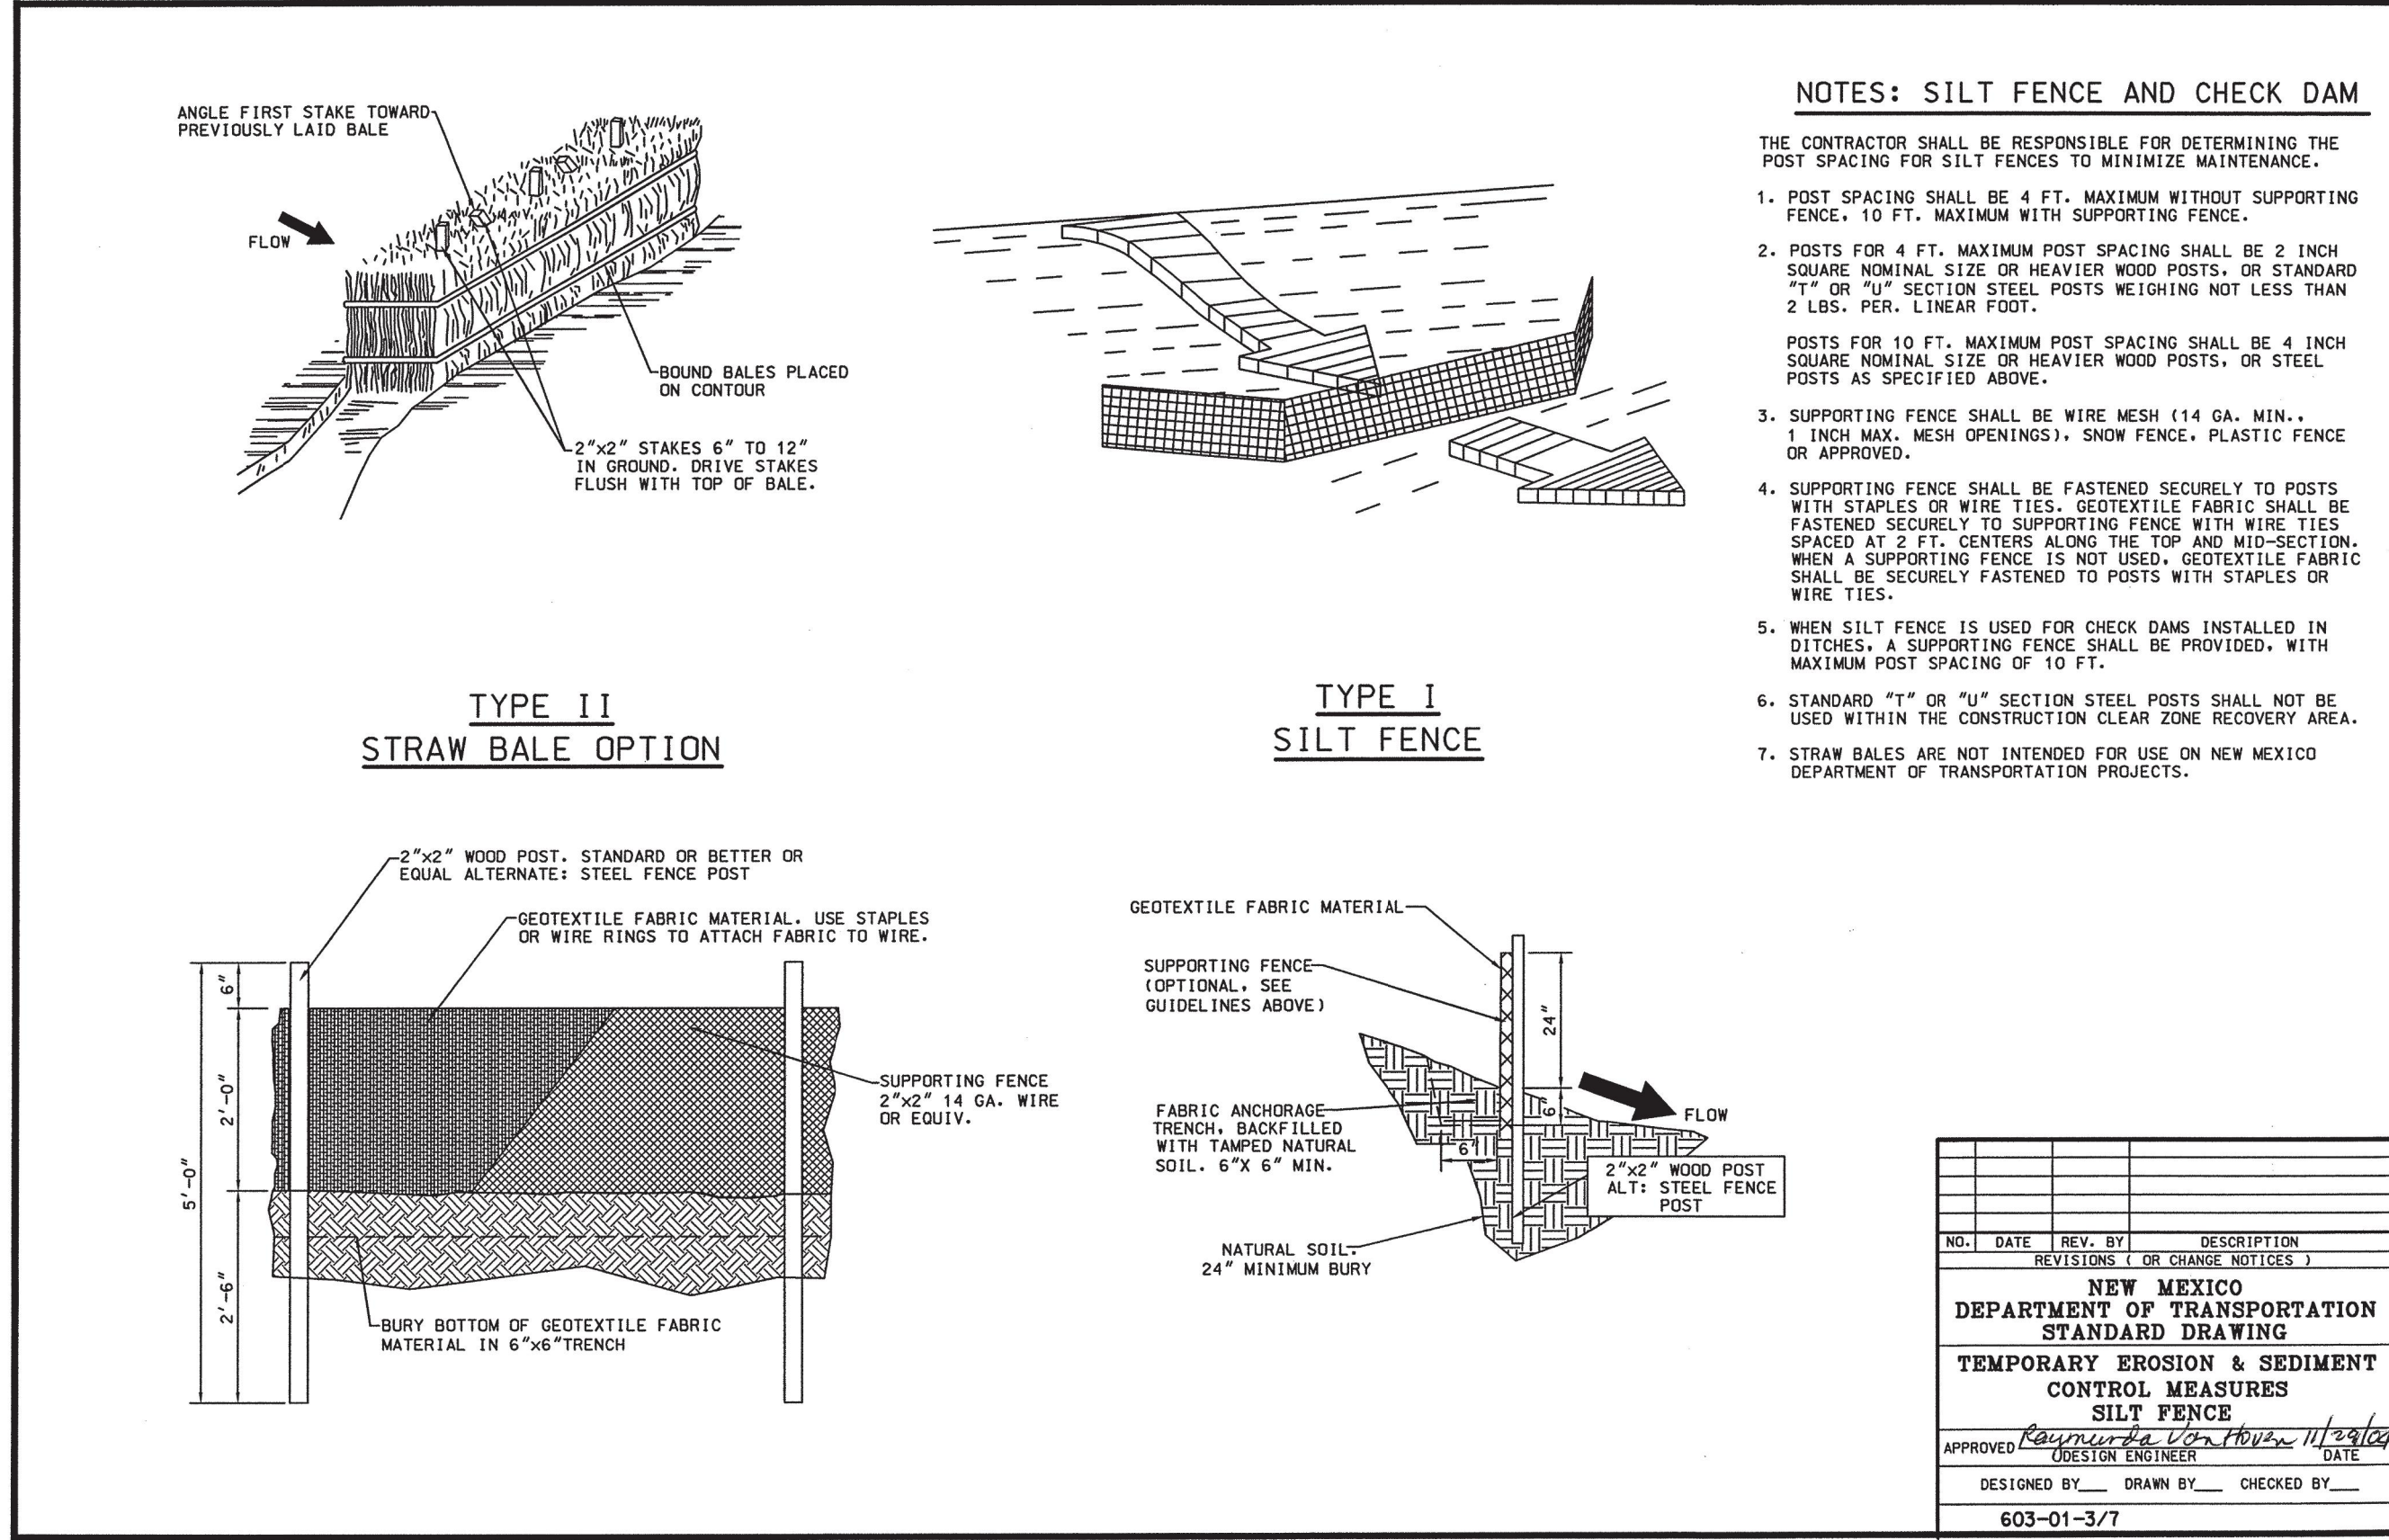 ANGLE FIRST STAKE TOWARD
PREVIOUSLY LAID BALE
FLOW
BOUND BALES PLACED
ON CONTOUR
2"x2" STAKES 6" TO 12"
IN GROUND. DRIVE STAKES
FLUSH WITH TOP OF BALE.
TYPE II
STRAW BALE OPTION
TYPE I
SILT FENCE
NOTES: SILT FENCE AND CHECK DAM
THE CONTRACTOR SHALL BE RESPONSIBLE FOR DETERMINING THE
POST SPACING FOR SILT FENCES TO MINIMIZE MAINTENANCE.
1. POST SPACING SHALL BE 4 FT. MAXIMUM WITHOUT SUPPORTING
FENCE, 10 FT. MAXIMUM WITH SUPPORTING FENCE.
2. POSTS FOR 4 FT. MAXIMUM POST SPACING SHALL BE 2 INCH
SQUARE NOMINAL SIZE OR HEAVIER WOOD POSTS, OR STANDARD
"T" OR "U" SECTION STEEL POSTS WEIGHING NOT LESS THAN
2 LBS. PER. LINEAR FOOT.
POSTS FOR 10 FT. MAXIMUM POST SPACING SHALL BE 4 INCH
SQUARE NOMINAL SIZE OR HEAVIER WOOD POSTS, OR STEEL
POSTS AS SPECIFIED ABOVE.
3. SUPPORTING FENCE SHALL BE WIRE MESH (14 GA. MIN.,
1 INCH MAX. MESH OPENINGS), SNOW FENCE, PLASTIC FENCE
OR APPROVED.
4. SUPPORTING FENCE SHALL BE FASTENED SECURELY TO POSTS
WITH STAPLES OR WIRE TIES. GEOTEXTILE FABRIC SHALL BE
FASTENED SECURELY TO SUPPORTING FENCE WITH WIRE TIES
SPACED AT 2 FT. CENTERS ALONG THE TOP AND MID-SECTION.
WHEN A SUPPORTING FENCE IS NOT USED, GEOTEXTILE FABRIC
SHALL BE SECURELY FASTENED TO POSTS WITH STAPLES OR
WIRE TIES.
5. WHEN SILT FENCE IS USED FOR CHECK DAMS INSTALLED IN
DITCHES, A SUPPORTING FENCE SHALL BE PROVIDED, WITH
MAXIMUM POST SPACING OF 10 FT.
6. STANDARD "T" OR "U" SECTION STEEL POSTS SHALL NOT BE
USED WITHIN THE CONSTRUCTION CLEAR ZONE RECOVERY AREA.
7. STRAW BALES ARE NOT INTENDED FOR USE ON NEW MEXICO
DEPARTMENT OF TRANSPORTATION PROJECTS.
2"x2" WOOD POST. STANDARD OR BETTER OR
EQUAL ALTERNATE: STEEL FENCE POST
GEOTEXTILE FABRIC MATERIAL. USE STAPLES
OR WIRE RINGS TO ATTACH FABRIC TO WIRE.
6"
2'-0"
5'-0"
2'-6"
SUPPORTING FENCE
2"x2" 14 GA. WIRE
OR EQUIV.
BURY BOTTOM OF GEOTEXTILE FABRIC
MATERIAL IN 6"x6"TRENCH
GEOTEXTILE FABRIC MATERIAL
SUPPORTING FENCE
(OPTIONAL, SEE
GUIDELINES ABOVE)
24"
6"
FLOW
FABRIC ANCHORAGE
TRENCH, BACKFILLED
WITH TAMPED NATURAL
SOIL. 6"X 6" MIN.
6"
2"x2" WOOD POST
ALT: STEEL FENCE
POST
NATURAL SOIL.
24" MINIMUM BURY
NO. DATE REV. BY DESCRIPTION
REVISIONS ( OR CHANGE NOTICES )
NEW MEXICO
DEPARTMENT OF TRANSPORTATION
STANDARD DRAWING
TEMPORARY EROSION & SEDIMENT
CONTROL MEASURES
SILT FENCE
APPROVED Raymunda Van Hoven 11/29/04
DESIGN ENGINEER DATE
DESIGNED BY___ DRAWN BY___ CHECKED BY___
603-01-3/7